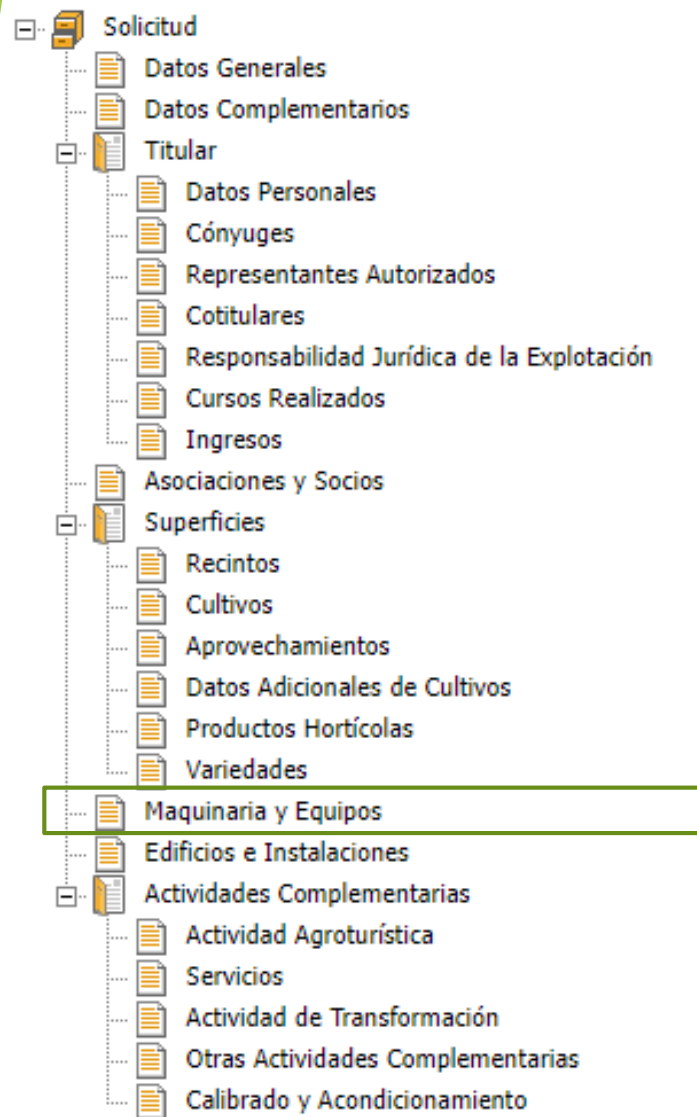 Solicitud
Datos Generales
Datos Complementarios
Titular
Datos Personales
Cónyuges
Representantes Autorizados
Cotitulares
Responsabilidad Jurídica de la Explotación
Cursos Realizados
Ingresos
Asociaciones y Socios
Superficies
Recintos
Cultivos
Aprovechamientos
Datos Adicionales de Cultivos
Productos Hortícolas
Variedades
Maquinaria y Equipos
Edificios e Instalaciones
Actividades Complementarias
Actividad Agroturística
Servicios
Actividad de Transformación
Otras Actividades Complementarias
Calibrado y Acondicionamiento